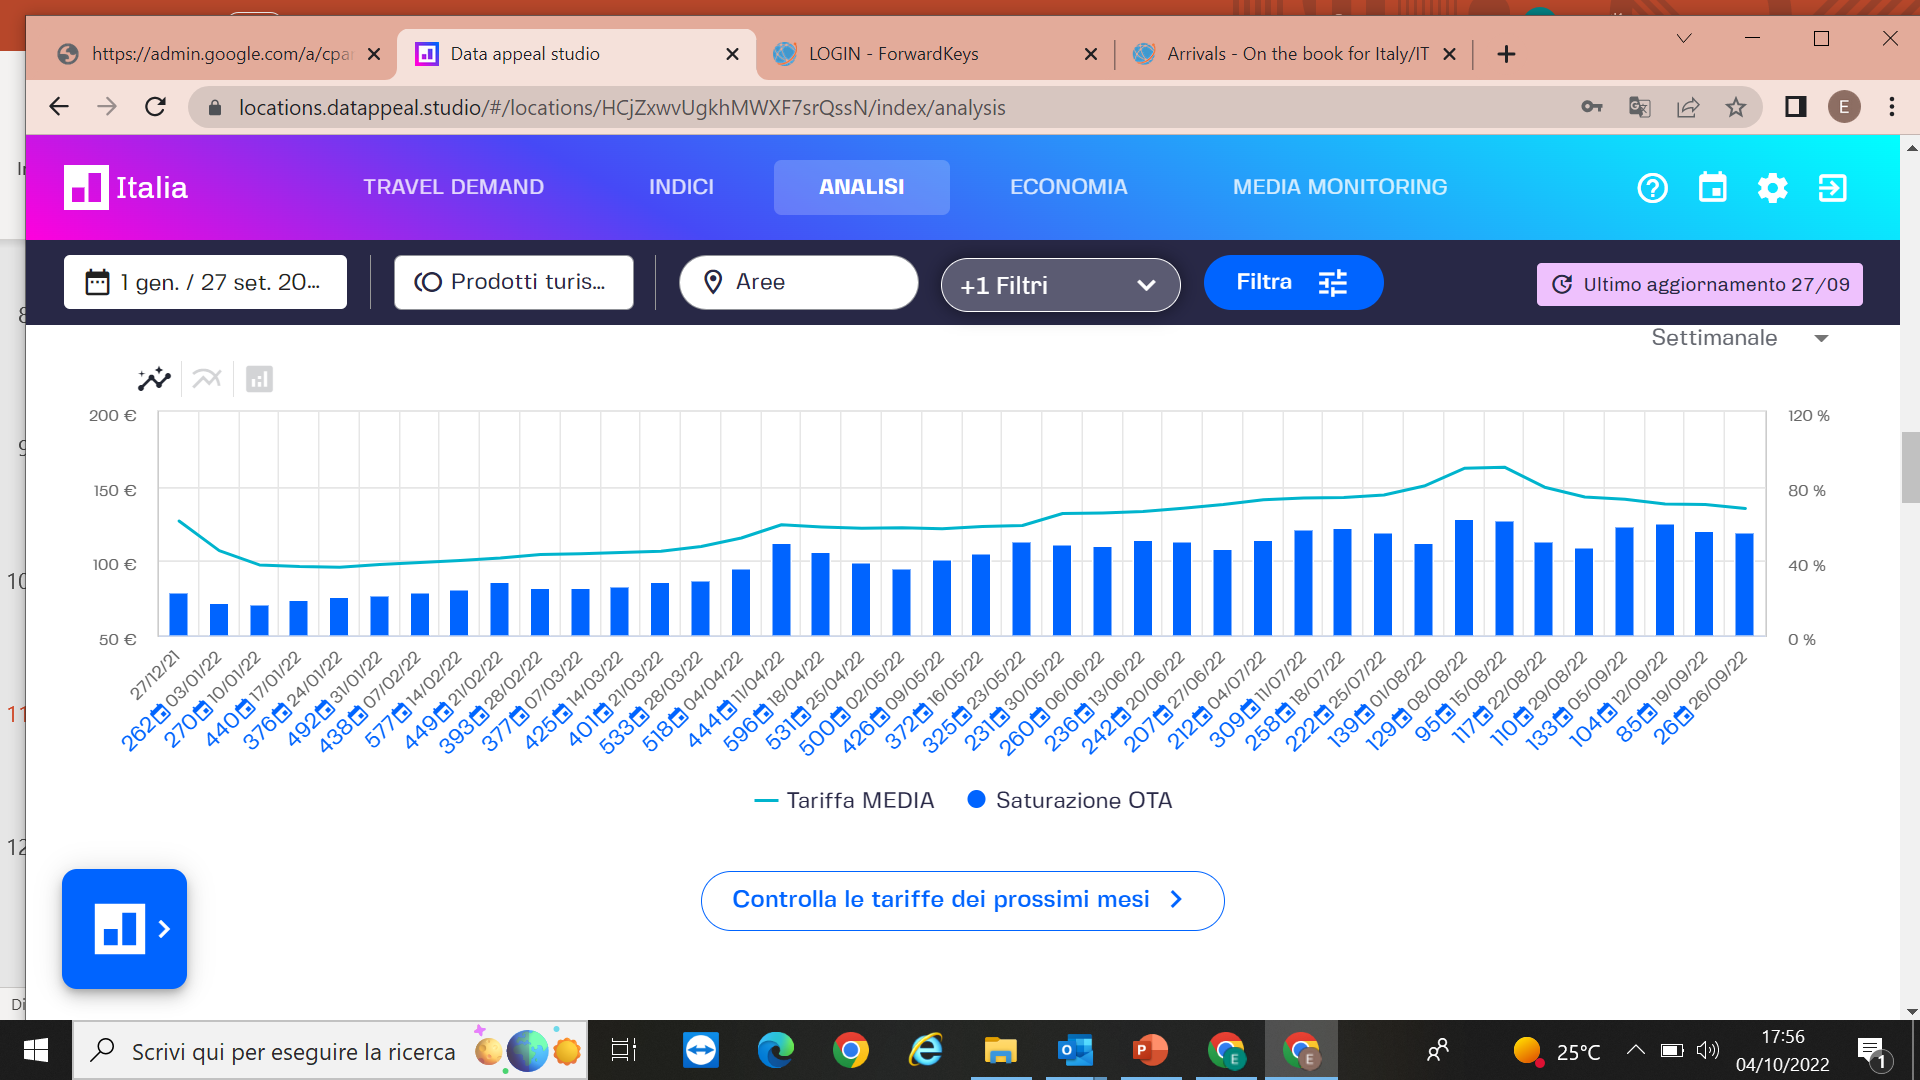 https://admin.google.com/a/cpar
Data appeal studio
LOGIN - ForwardKeys
Arrivals - On the book for Italy/IT
locations.datappeal.studio/#/locations/HCjZxwvUgkhMWXF7srQssN/index/analysis
E
Italia
TRAVEL DEMAND
INDICI
ANALISI
ECONOMIA
MEDIA MONITORING
1 gen. / 27 set. 20...
Prodotti turis...
Aree
+1 Filtri
Filtra
Ultimo aggiornamento 27/09
Settimanale
200 €
150 €
100 €
50 €
120 %
80 %
40 %
0 %
27/12/21
262 03/01/22
270 10/01/22
440 17/01/22
376 24/01/22
492 31/01/22
438 07/02/22
577 14/02/22
449 21/02/22
393 28/02/22
377 07/03/22
425 14/03/22
401 21/03/22
533 28/03/22
518 04/04/22
444 11/04/22
596 18/04/22
531 25/04/22
500 02/05/22
426 09/05/22
372 16/05/22
325 23/05/22
231 30/05/22
260 06/06/22
236 13/06/22
242 20/06/22
207 27/06/22
212 04/07/22
309 11/07/22
258 18/07/22
222 25/07/22
139 01/08/22
129 08/08/22
95 15/08/22
117 22/08/22
110 29/08/22
133 05/09/22
104 12/09/22
85 19/09/22
26 26/09/22
Tariffa MEDIA
Saturazione OTA
Controlla le tariffe dei prossimi mesi
10
11
12
Scrivi qui per eseguire la ricerca
25°C
17:56
04/10/2022
1